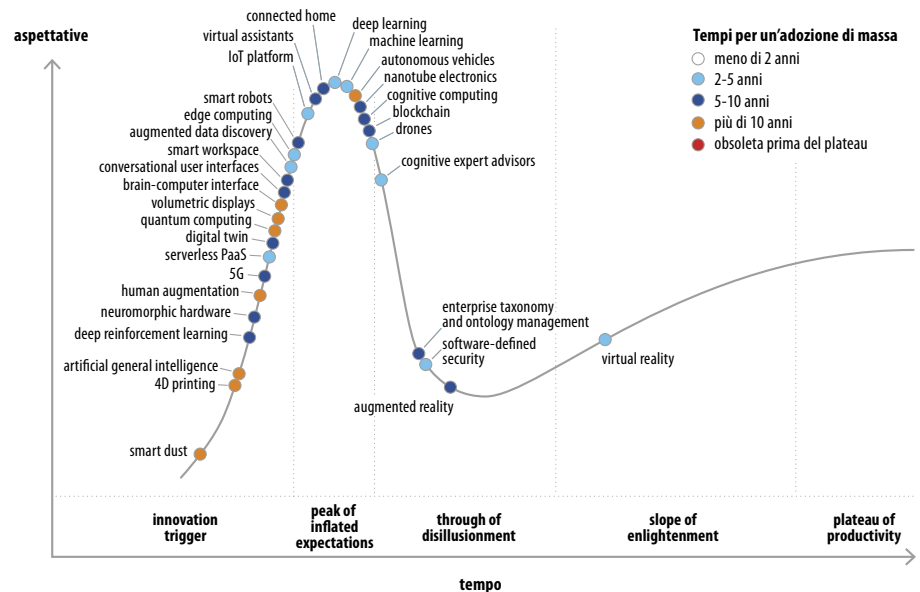 aspettative
connected home
virtual assistants
IoT platform
deep learning
machine learning
autonomous vehicles
nanotube electronics
cognitive computing
blockchain
drones
cognitive expert advisors
smart robots
edge computing
augmented data discovery
smart workspace
conversational user interfaces
brain-computer interface
volumetric displays
quantum computing
digital twin
serverless PaaS
5G
human augmentation
neuromorphic hardware
deep reinforcement learning
artificial general intelligence
4D printing
smart dust
enterprise taxonomy
and ontology management
software-defined
security
augmented reality
virtual reality
Tempi per un'adozione di massa
meno di 2 anni
2-5 anni
5-10 anni
più di 10 anni
obsoleta prima del plateau
innovation
trigger
peak of
inflated
expectations
through of
disillusionment
slope of
enlightenment
plateau of
productivity
tempo